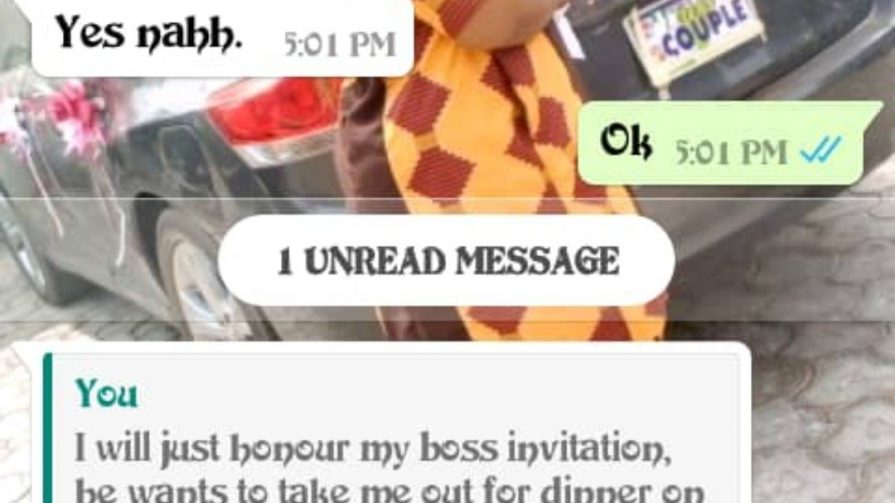 Yes nahh. 5:01 PM
COUPLE
Ok 5:01 PM
1 UNREAD MESSAGE
You
I will just honour my boss invitation,
he wants to take me out for dinner on